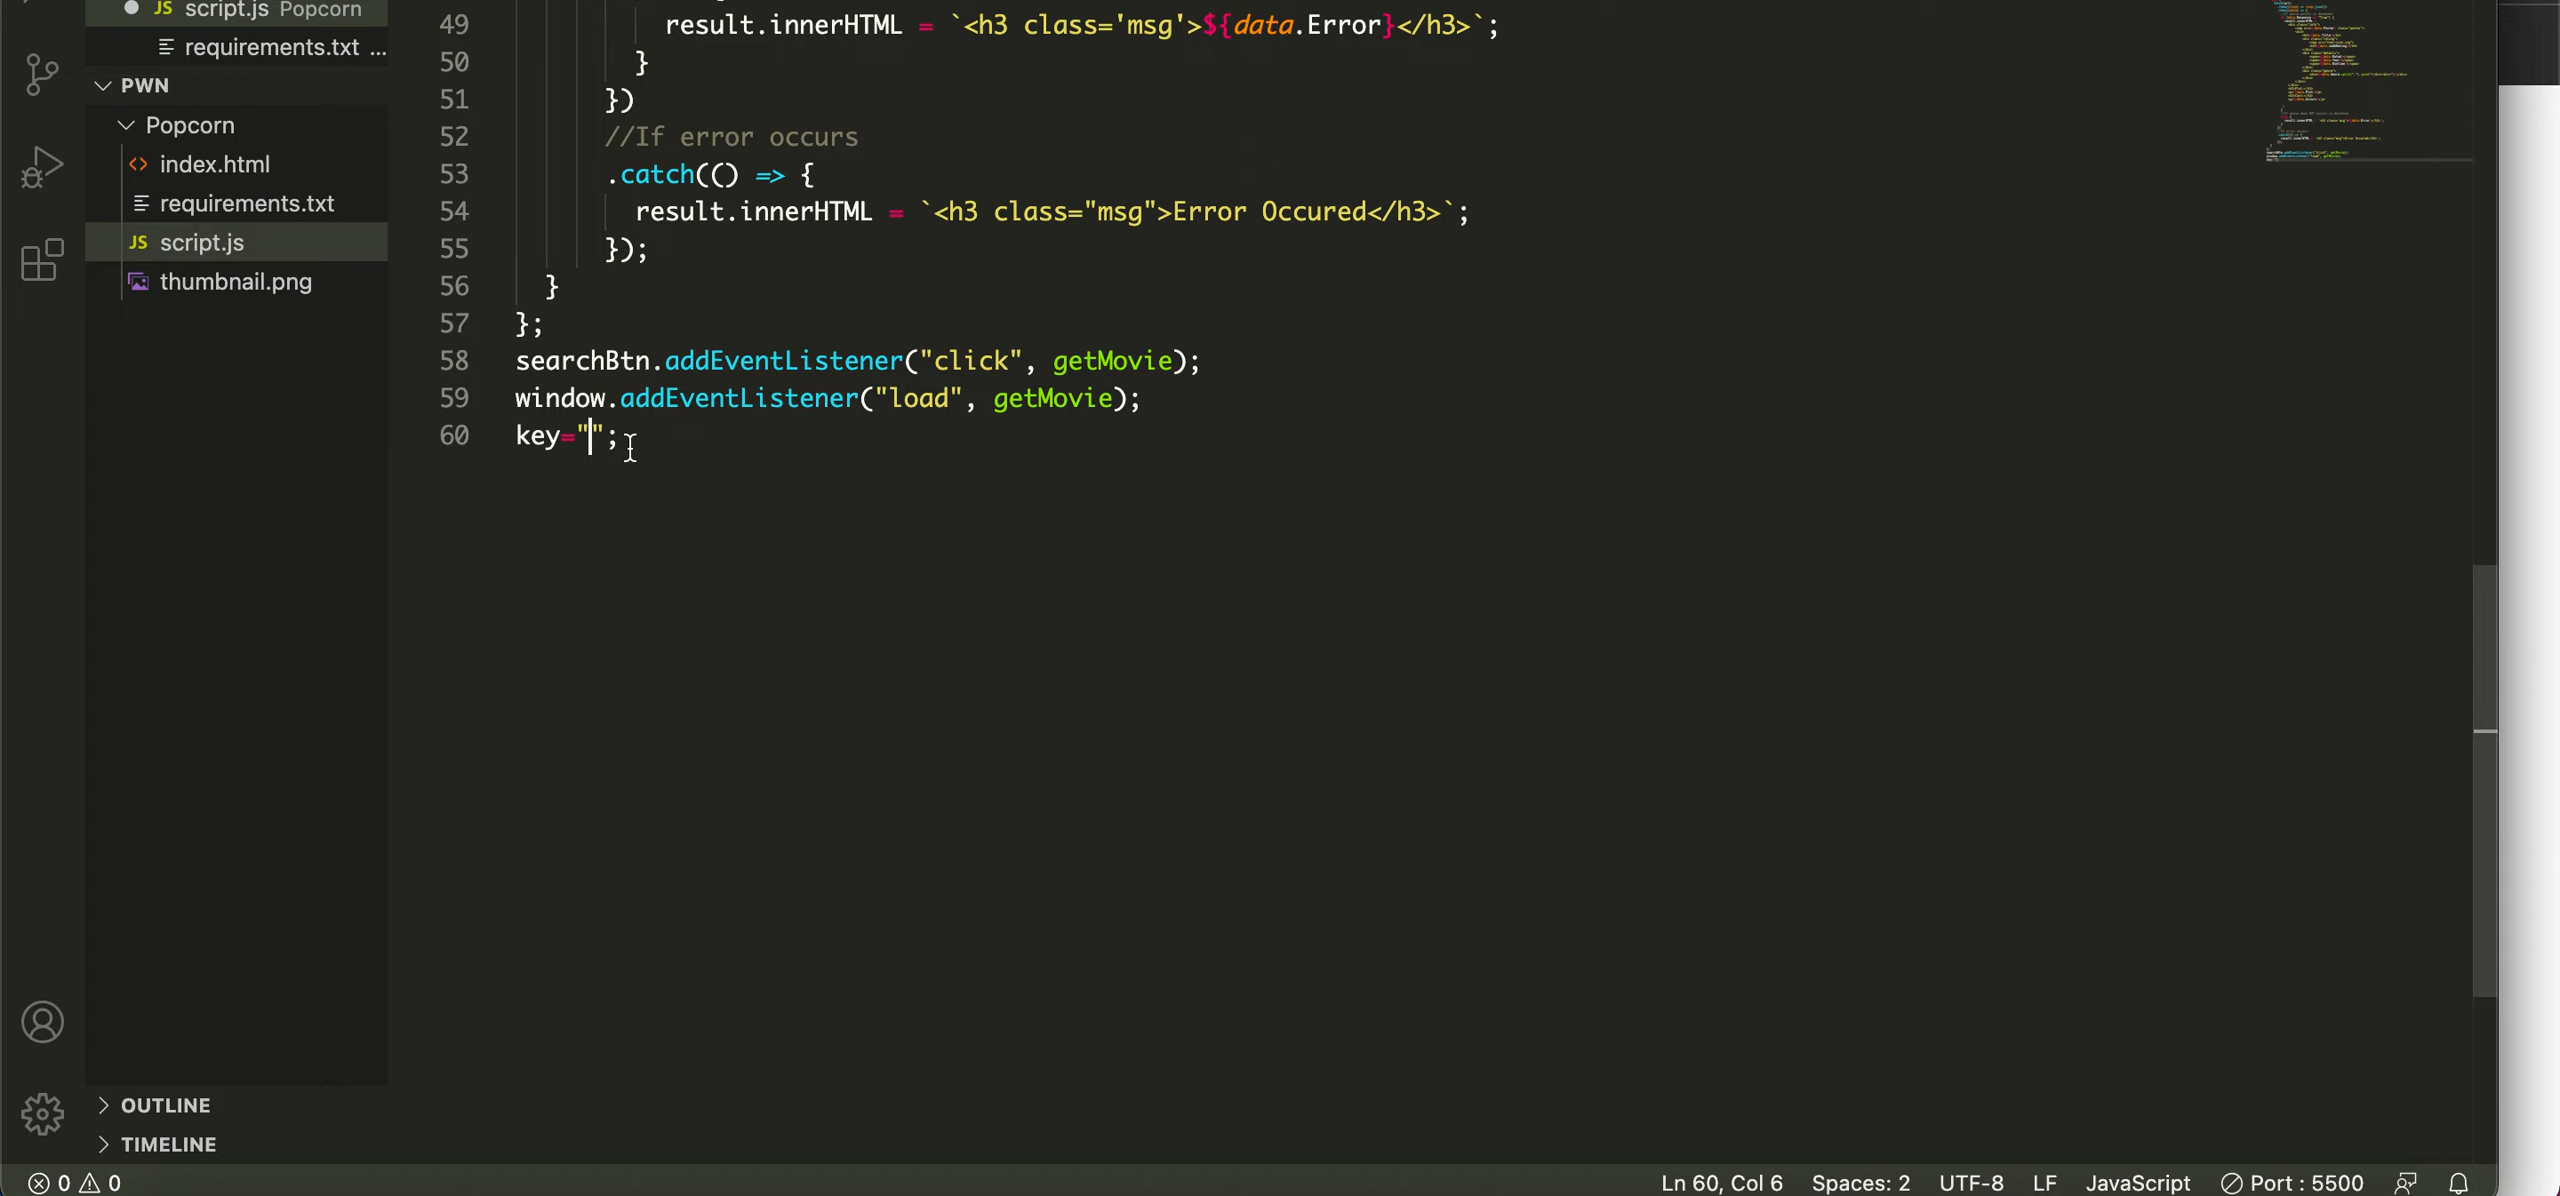 script.js Popcorn
requirements.txt ...
PWN
Popcorn
index.html
requirements.txt
JS script.js
thumbnail.png
OUTLINE
TIMELINE
49 result.innerHTML = `<h3 class='msg'>${data.Error}</h3>`;
50 }
51 })
52 //If error occurs
53 .catch(() => {
54 result.innerHTML = `<h3 class="msg">Error Occured</h3>`;
55 });
56 }
57 };
58 searchBtn.addEventListener("click", getMovie);
59 window.addEventListener("load", getMovie);
60 key="";
0 0 Ln 60, Col 6 Spaces: 2 UTF-8 LF JavaScript Port : 5500